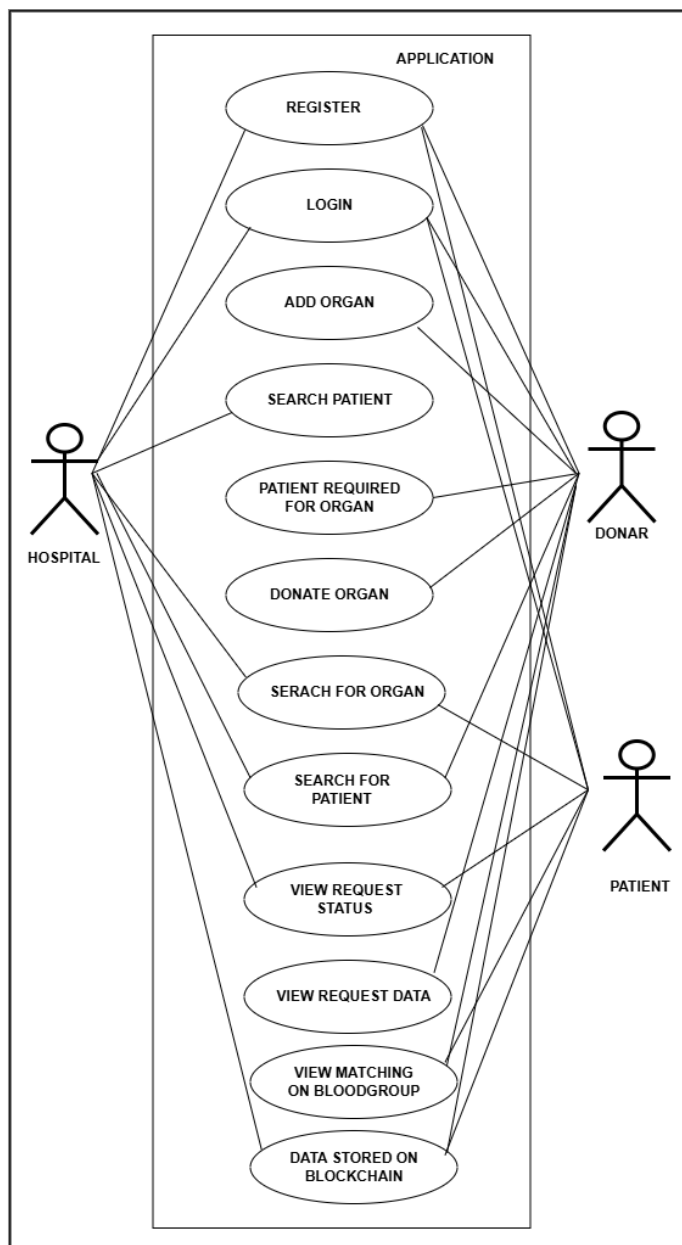 APPLICATION
REGISTER
LOGIN
ADD ORGAN
SEARCH PATIENT
PATIENT REQUIRED
FOR ORGAN
HOSPITAL
DONAR
DONATE ORGAN
SERACH FOR ORGAN
SEARCH FOR
PATIENT
PATIENT
VIEW REQUEST
STATUS
VIEW REQUEST DATA
VIEW MATCHING
ON BLOODGROUP
DATA STORED ON
BLOCKCHAIN